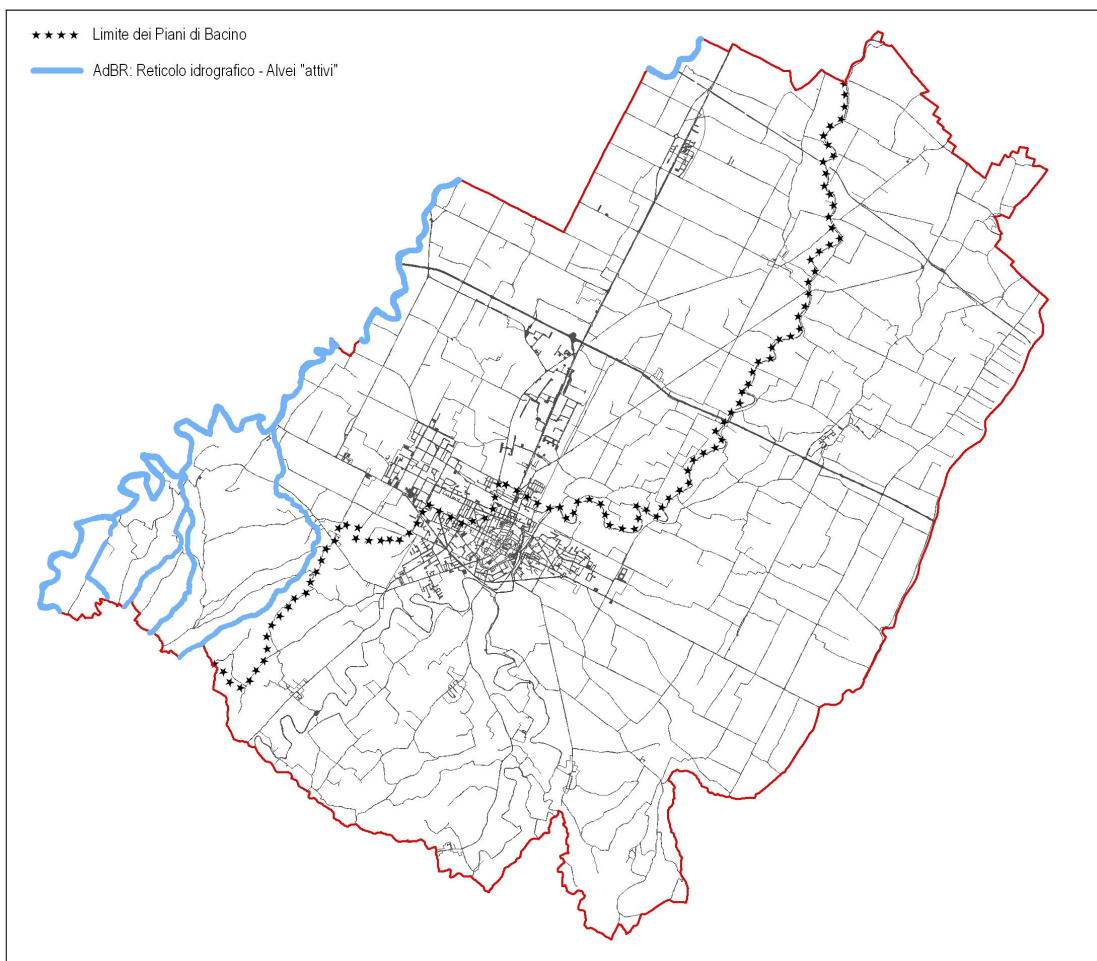 Limite dei Piani di Bacino
AdBR: Reticolo idrografico - Alvei "attivi"